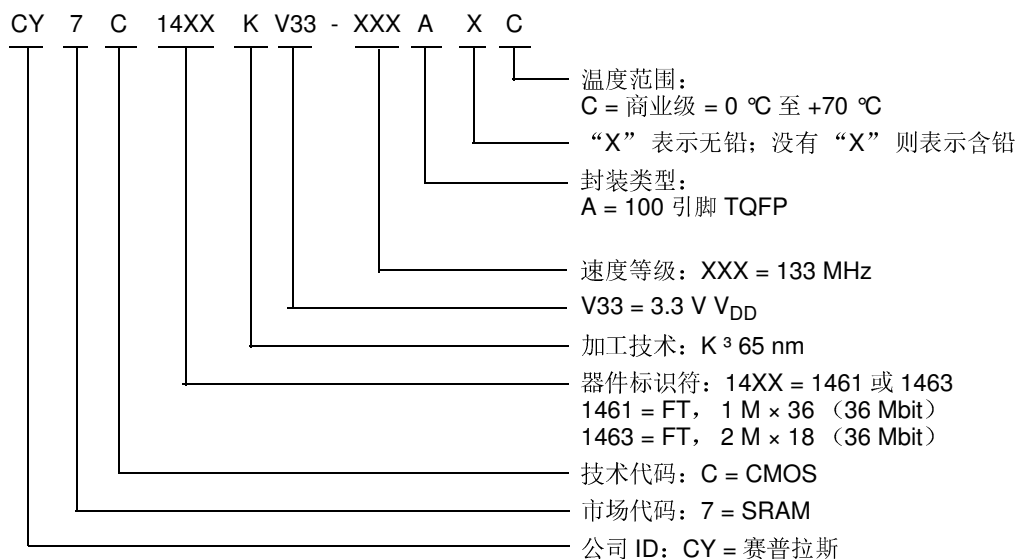 CY 7 C 14XX K V33 - XXX A X C
温度范围：
C = 商业级 = 0 ℃ 至 +70 ℃
“X” 表示无铅；没有 “X” 则表示含铅
封装类型：
A = 100 引脚 TQFP
速度等级：XXX = 133 MHz
V33 = 3.3 V VDD
加工技术：K ³ 65 nm
器件标识符：14XX = 1461 或 1463
1461 = FT， 1 M × 36 （36 Mbit）
1463 = FT， 2 M × 18 （36 Mbit）
技术代码：C = CMOS
市场代码：7 = SRAM
公司 ID：CY = 赛普拉斯